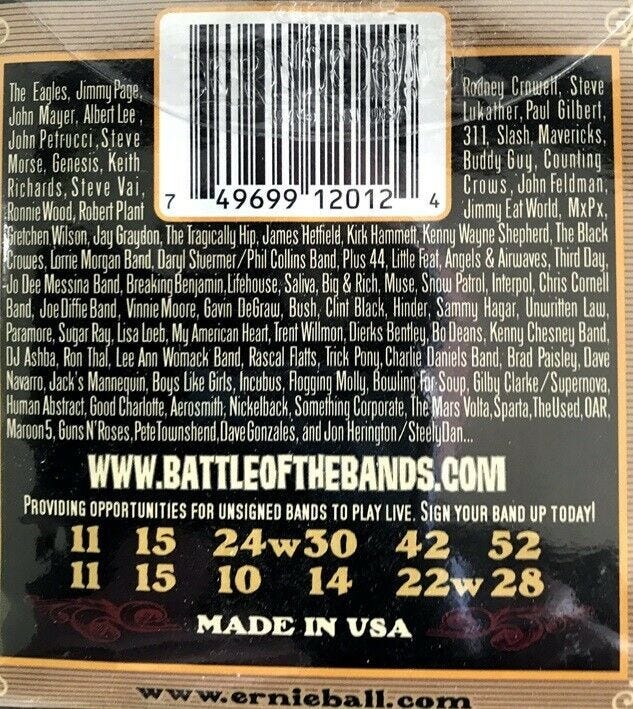 The Eagles, Jimmy Page,
John Mayer, Albert Lee,
John Petrucci, Steve
Morse, Genesis, Keith
Richards, Steve Vai,
Ronnie Wood, Robert Plant
7 49699 12012 4
Rodney Crowell, Steve
Lukather, Paul Gilbert,
311, Slash, Mavericks,
Buddy Guy, Counting
Crows, John Feldman,
Jimmy Eat World, MxPx,
Gretchen Wilson, Jay Graydon, The Tragically Hip, James Hetfield, Kirk Hammett, Kenny Wayne Shepherd, The Black
Crowes, Lorrie Morgan Band, Daryl Stuermer/Phil Collins Band, Plus 44, Little Feat, Angels & Airwaves, Third Day,
Jo Dee Messina Band, Breaking Benjamin, Lifehouse, Saliva, Big & Rich, Muse, Snow Patrol, Interpol, Chris Cornell
Band, Joe Diffie Band, Vinnie Moore, Gavin DeGraw, Bush, Clint Black, Hinder, Sammy Hagar, Unwritten Law,
Paramore, Sugar Ray, Lisa Loeb, My American Heart, Trent Willmon, Dierks Bentley, Bo Deans, Kenny Chesney Band,
DJ Ashba, Ron Thal, Lee Ann Womack Band, Rascal Flatts, Trick Pony, Charlie Daniels Band, Brad Paisley, Dave
Navarro, Jack's Mannequin, Boys Like Girls, Incubus, Flogging Molly, Bowling For Soup, Gilby Clarke/Supernova,
Human Abstract, Good Charlotte, Aerosmith, Nickelback, Something Corporate, The Mars Volta, Sparta, The Used, OAR,
Maroon5, Guns N' Roses, Pete Townshend, Dave Gonzales, and Jon Herington/SteelyDan...
WWW.BATTLEOFTHEBANDS.COM
PROVIDING OPPORTUNITIES FOR UNSIGNED BANDS TO PLAY LIVE. SIGN YOUR BAND UP TODAY!
11 15 24w30 42 52
11 15 10 14 22w28
MADE IN USA
www.ernieball.com